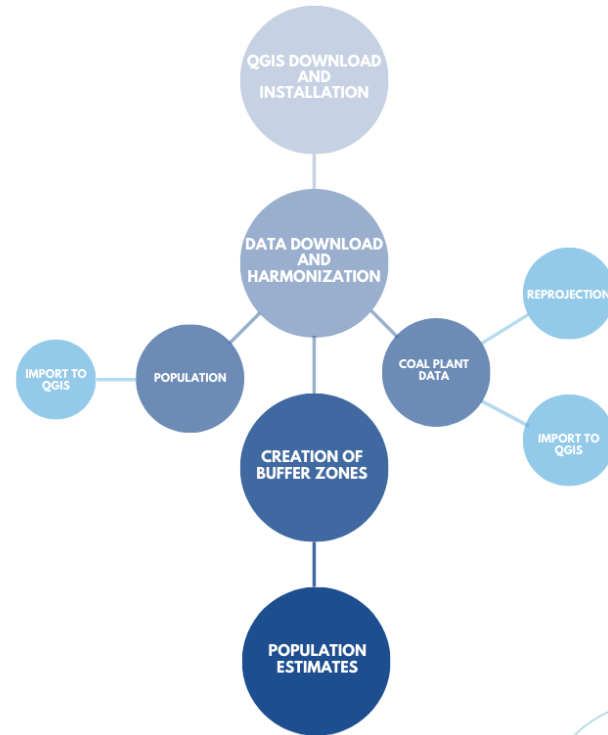 QGIS DOWNLOAD
AND
INSTALLATION
DATA DOWNLOAD
AND
HARMONIZATION
REPROJECTION
IMPORT TO
QGIS
POPULATION
COAL PLANT
DATA
IMPORT TO
QGIS
CREATION OF
BUFFER ZONES
POPULATION
ESTIMATES